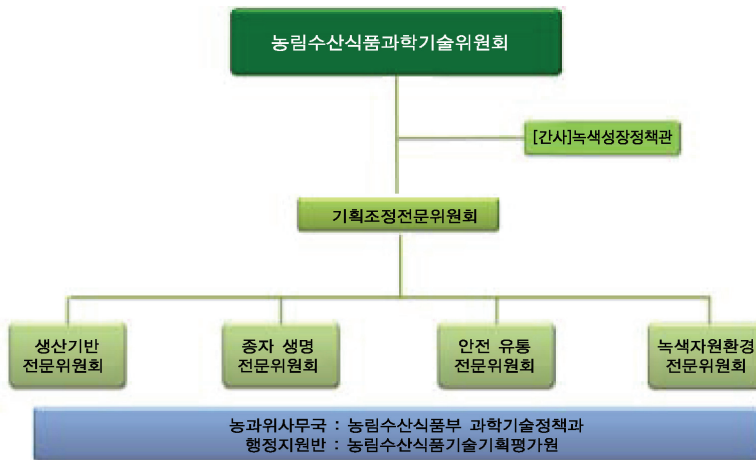 농림수산식품과학기술위원회
[간사]녹색성장정책관
기획조정전문위원회
생산기반
전문위원회
종자 생명
전문위원회
안전 유통
전문위원회
녹색자원환경
전문위원회
농과위사무국 : 농림수산식품부 과학기술정책과
행정지원반 : 농림수산식품기술기획평가원